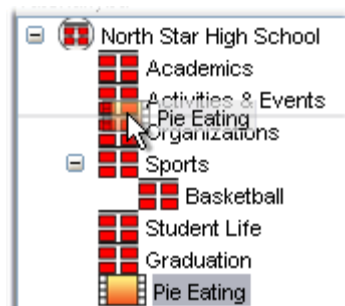 North Star High School
Academics
Activities & Events
Pie Eating
Organizations
Sports
Basketball
Student Life
Graduation
Pie Eating